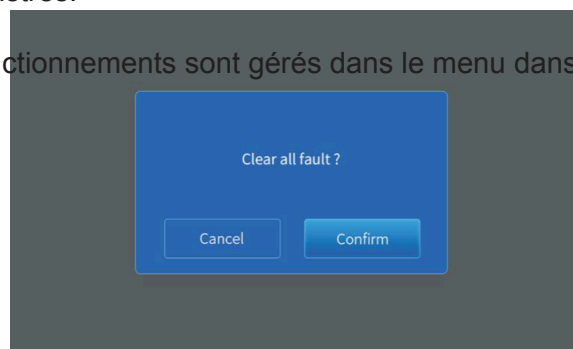 ctionnements sont gérés dans le menu dans
Clear all fault ?
Cancel Confirm